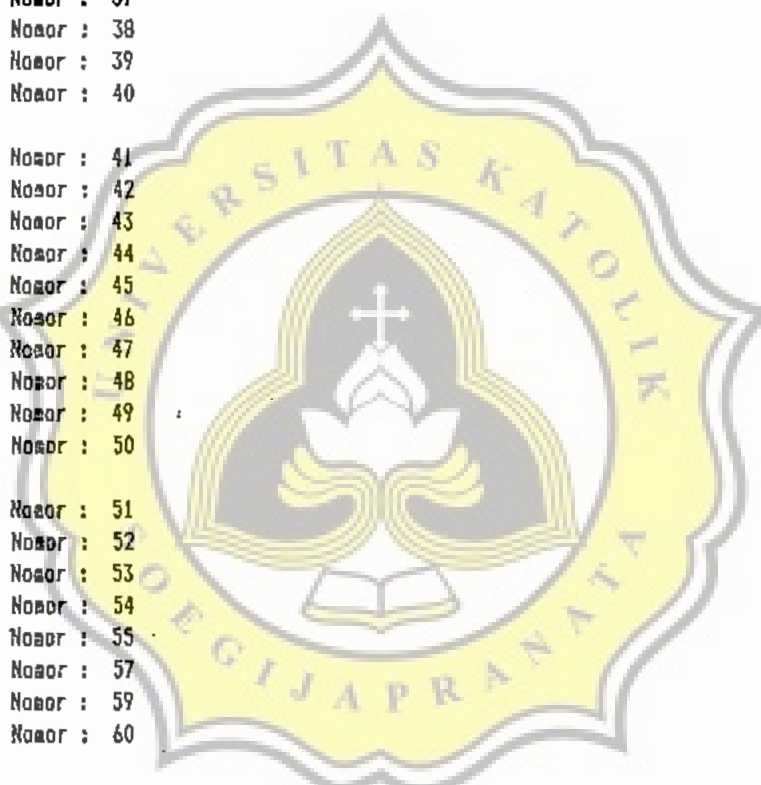 Nomor : 37
Nomor : 38
Nomor : 39
Nomor : 40
Nomor : 41
Nomor : 42
Nomor : 43
Nomor : 44
Nomor : 45
Nomor : 46
Nomor : 47
Nomor : 48
Nomor : 49
Nomor : 50
Nomor : 51
Nomor : 52
Nomor : 53
Nomor : 54
Nomor : 55
Nomor : 57
Nomor : 59
Nomor : 60
UNIVERSITAS KATOLIK
SOEGIJAPRANATA